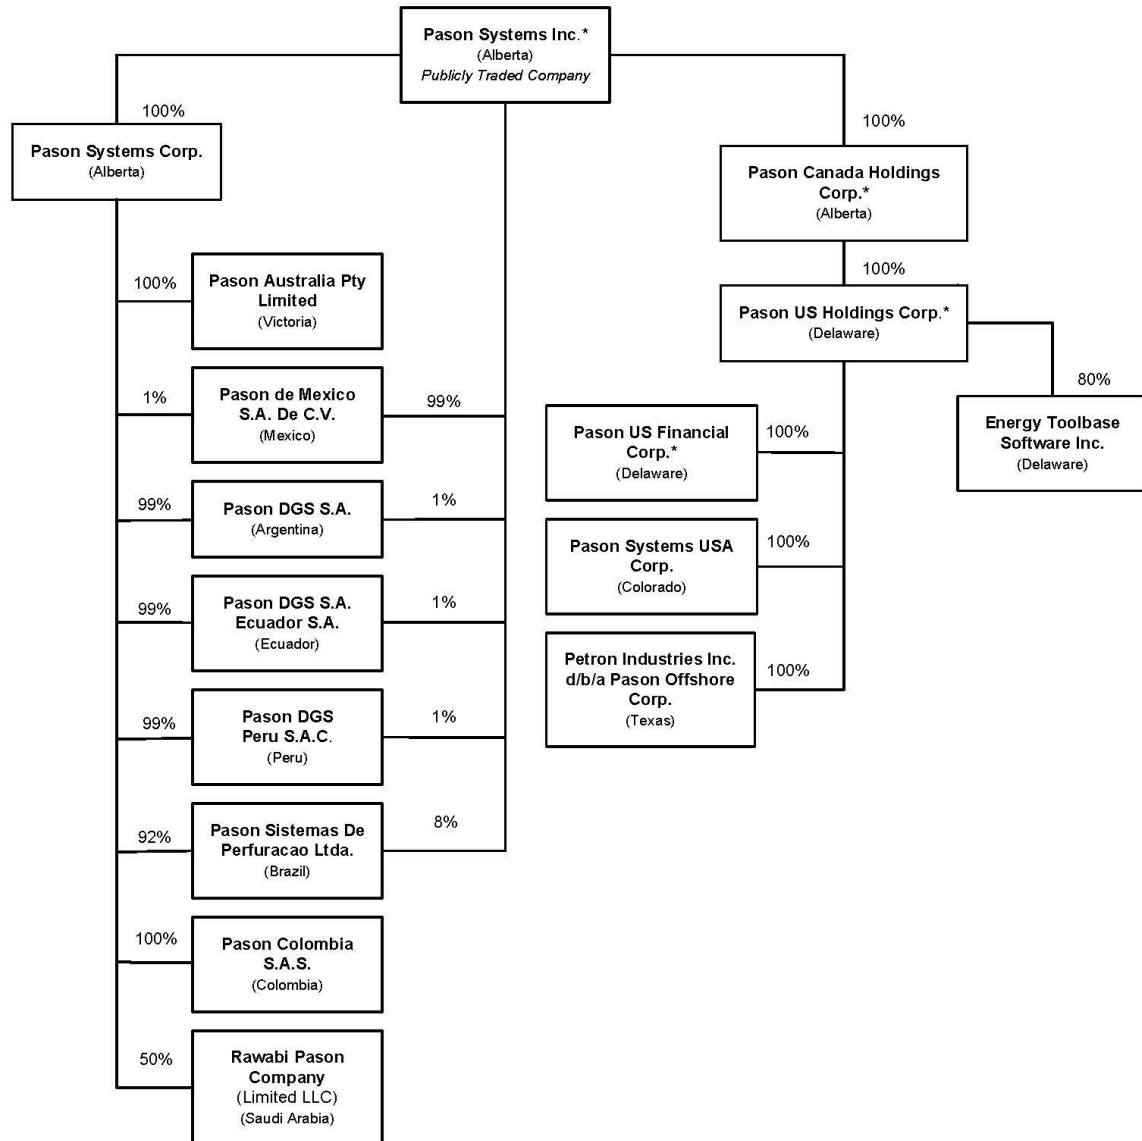 Pason Systems Inc.*
(Alberta)
Publicly Traded Company
100%
Pason Systems Corp.
(Alberta)
100%
Pason Canada Holdings
Corp.*
(Alberta)
100%
Pason Australia Pty
Limited
(Victoria)
100%
Pason US Holdings Corp.*
(Delaware)
1%
Pason de Mexico
S.A. De C.V.
(Mexico)
99%
80%
Energy Toolbase
Software Inc.
(Delaware)
Pason US Financial
Corp.*
(Delaware)
100%
99%
Pason DGS S.A.
(Argentina)
1%
Pason Systems USA
Corp.
(Colorado)
100%
99%
Pason DGS S.A.
Ecuador S.A.
(Ecuador)
1%
Petron Industries Inc.
d/b/a Pason Offshore
Corp.
(Texas)
100%
99%
Pason DGS
Peru S.A.C.
(Peru)
1%
92%
Pason Sistemas De
Perfuracao Ltda.
(Brazil)
8%
100%
Pason Colombia
S.A.S.
(Colombia)
50%
Rawabi Pason
Company
(Limited LLC)
(Saudi Arabia)